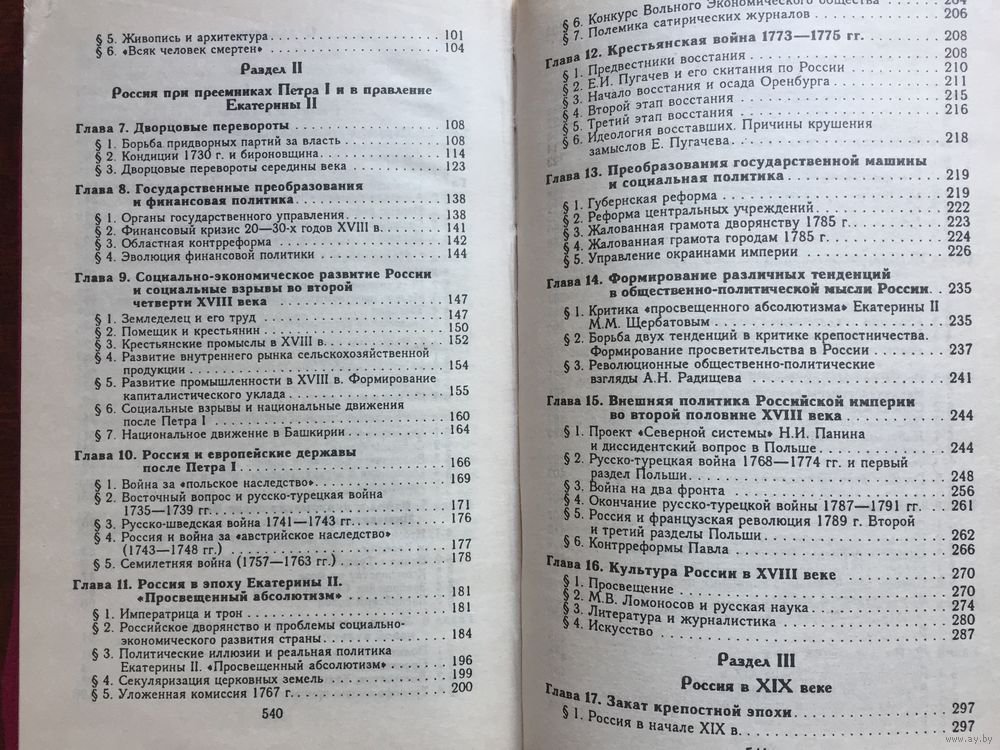 § 5. Живопись и архитектура 101
§ 6. «Всяк человек смертен» 104
Раздел II
Россия при преемниках Петра I и в правление
Екатерины II
Глава 7. Дворцовые перевороты 108
§ 1. Борьба придворных партий за власть 108
§ 2. Кондиции 1730 г. и бироновщина 114
§ 3. Дворцовые перевороты середины века 123
Глава 8. Государственные преобразования
и финансовая политика 138
§ 1. Органы государственного управления 138
§ 2. Финансовый кризис 20—30-х годов XVIII в. 141
§ 3. Областная контрреформа 142
§ 4. Эволюция финансовой политики 144
Глава 9. Социально-экономическое развитие России
и социальные взрывы во второй
четверти XVIII века 147
§ 1. Земледелец и его труд 147
§ 2. Помещик и крестьянин 150
§ 3. Крестьянские промыслы в XVIII в. 152
§ 4. Развитие внутреннего рынка сельскохозяйственной
продукции 154
§ 5. Развитие промышленности в XVIII в. Формирование
капиталистического уклада 155
§ 6. Социальные взрывы и национальные движения
после Петра I 160
§ 7. Национальное движение в Башкирии 164
Глава 10. Россия и европейские державы
после Петра I 166
§ 1. Война за «польское наследство» 169
§ 2. Восточный вопрос и русско-турецкая война
1735—1739 гг. 171
§ 3. Русско-шведская война 1741—1743 гг. 176
§ 4. Россия и война за «австрийское наследство»
(1743—1748 гг.) 177
§ 5. Семилетняя война (1757—1763 гг.) 178
Глава 11. Россия в эпоху Екатерины II.
«Просвещенный абсолютизм» 181
§ 1. Императрица и трон 181
§ 2. Российское дворянство и проблемы социально-
экономического развития страны 184
§ 3. Политические иллюзии и реальная политика
Екатерины II. «Просвещенный абсолютизм» 196
§ 4. Секуляризация церковных земель 199
§ 5. Уложенная комиссия 1767 г. 200
540
§ 6. Конкурс Вольного Экономического общества 204
§ 7. Полемика сатирических журналов 206
Глава 12. Крестьянская война 1773—1775 гг. 208
§ 1. Предвестники восстания 208
§ 2. Е.И. Пугачев и его скитания по России 210
§ 3. Начало восстания и осада Оренбурга 211
§ 4. Второй этап восстания 215
§ 5. Третий этап восстания 216
§ 6. Идеология восставших. Причины крушения
замыслов Е. Пугачева 218
Глава 13. Преобразования государственной машины
и социальная политика 219
§ 1. Губернская реформа 219
§ 2. Реформа центральных учреждений 222
§ 3. Жалованная грамота дворянству 1785 г. 223
§ 4. Жалованная грамота городам 1785 г. 224
§ 5. Управление окраинами империи 226
Глава 14. Формирование различных тенденций
в общественно-политической мысли России 235
§ 1. Критика «просвещенного абсолютизма» Екатерины II
М.М. Щербатовым 235
§ 2. Борьба двух тенденций в критике крепостничества.
Формирование просветительства в России 237
§ 3. Революционные общественно-политические
взгляды А.Н. Радищева 241
Глава 15. Внешняя политика Российской империи
во второй половине XVIII века 244
§ 1. Проект «Северной системы» Н.И. Панина
и диссидентский вопрос в Польше 244
§ 2. Русско-турецкая война 1768—1774 гг. и первый
раздел Польши 248
§ 3. Война на два фронта 256
§ 4. Окончание русско-турецкой войны 1787—1791 гг. 261
§ 5. Россия и французская революция 1789 г. Второй
и третий разделы Польши 262
§ 6. Контрреформы Павла 266
Глава 16. Культура России в XVIII веке 270
§ 1. Просвещение 270
§ 2. М.В. Ломоносов и русская наука 274
§ 3. Литература и журналистика 280
§ 4. Искусство 287
Раздел III
Россия в XIX веке
Глава 17. Закат крепостной эпохи 297
§ 1. Россия в начале XIX в. 297
www.ay.by